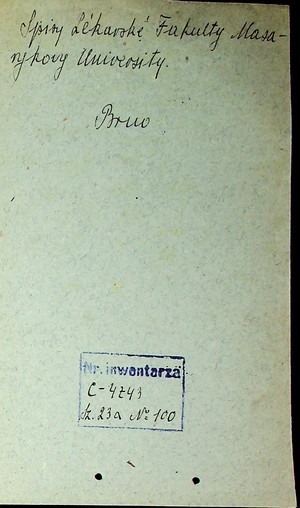 Spisy Lékařské Fakulty Masa-
rykovy University.
Brno
Nr. inwentarza
C-4743
Sz. 23a № 100